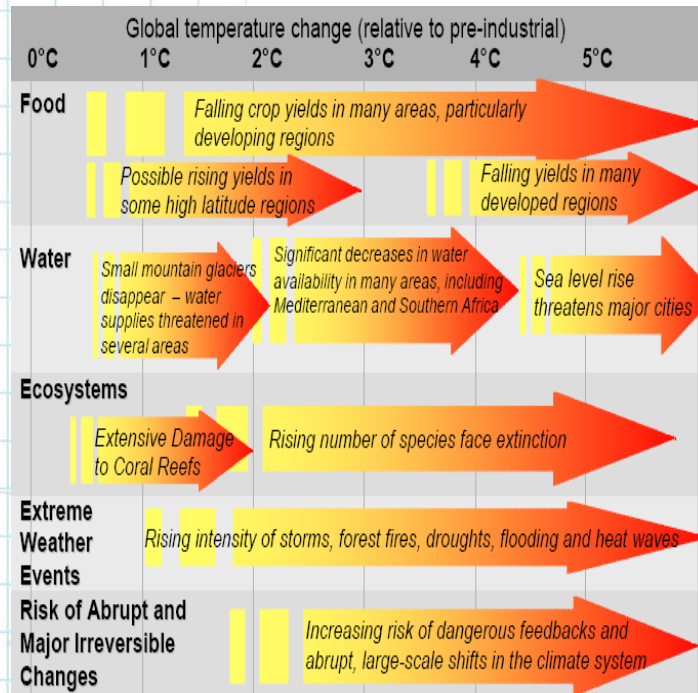 Global temperature change (relative to pre-industrial)
0°C 1°C 2°C 3°C 4°C 5°C
Food
Falling crop yields in many areas, particularly
developing regions
Possible rising yields in
some high latitude regions
Falling yields in many
developed regions
Water
Small mountain glaciers
disappear – water
supplies threatened in
several areas
Significant decreases in water
availability in many areas, including
Mediterranean and Southern Africa
Sea level rise
threatens major cities
Ecosystems
Extensive Damage
to Coral Reefs
Rising number of species face extinction
Extreme
Weather
Events
Rising intensity of storms, forest fires, droughts, flooding and heat waves
Risk of Abrupt and
Major Irreversible
Changes
Increasing risk of dangerous feedbacks and
abrupt, large-scale shifts in the climate system